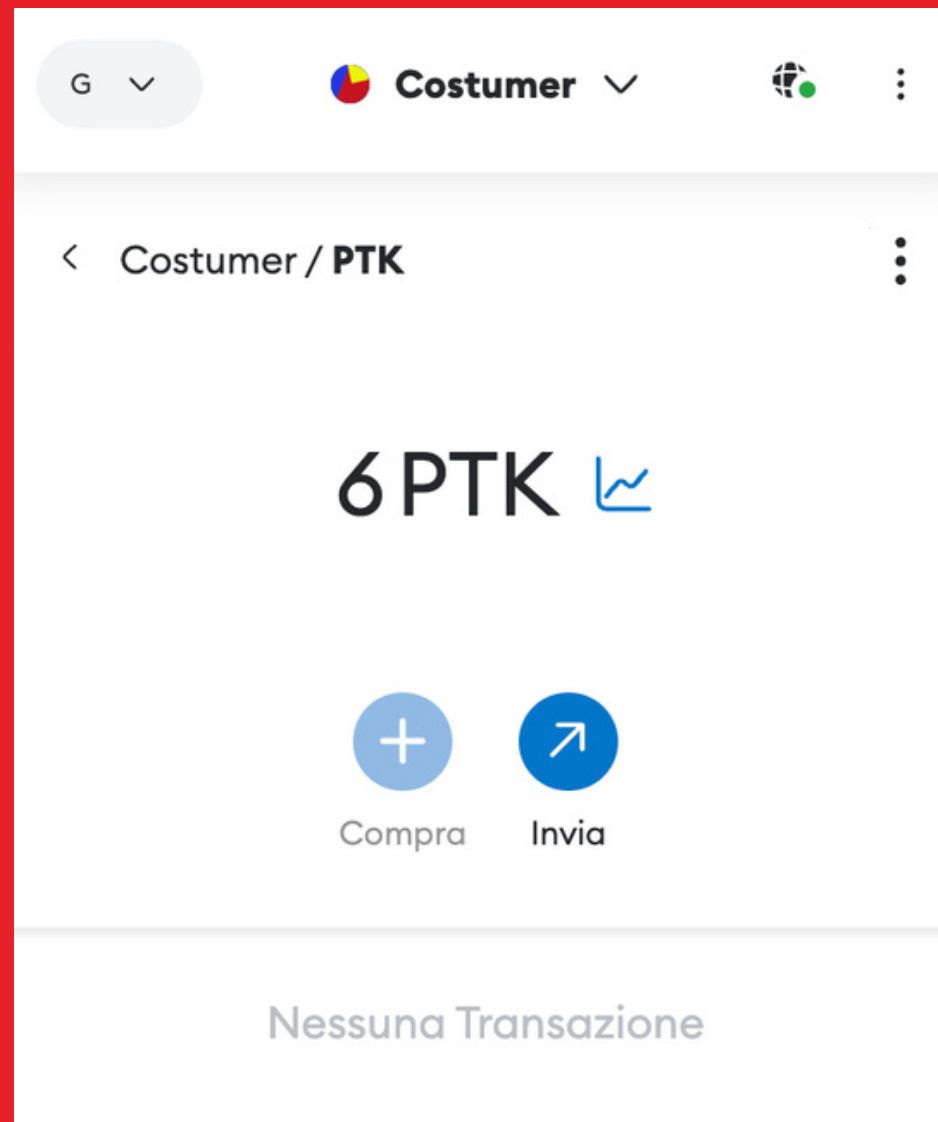 G
Costumer
Costumer / PTK
6 PTK
Compra Invia
Nessuna Transazione